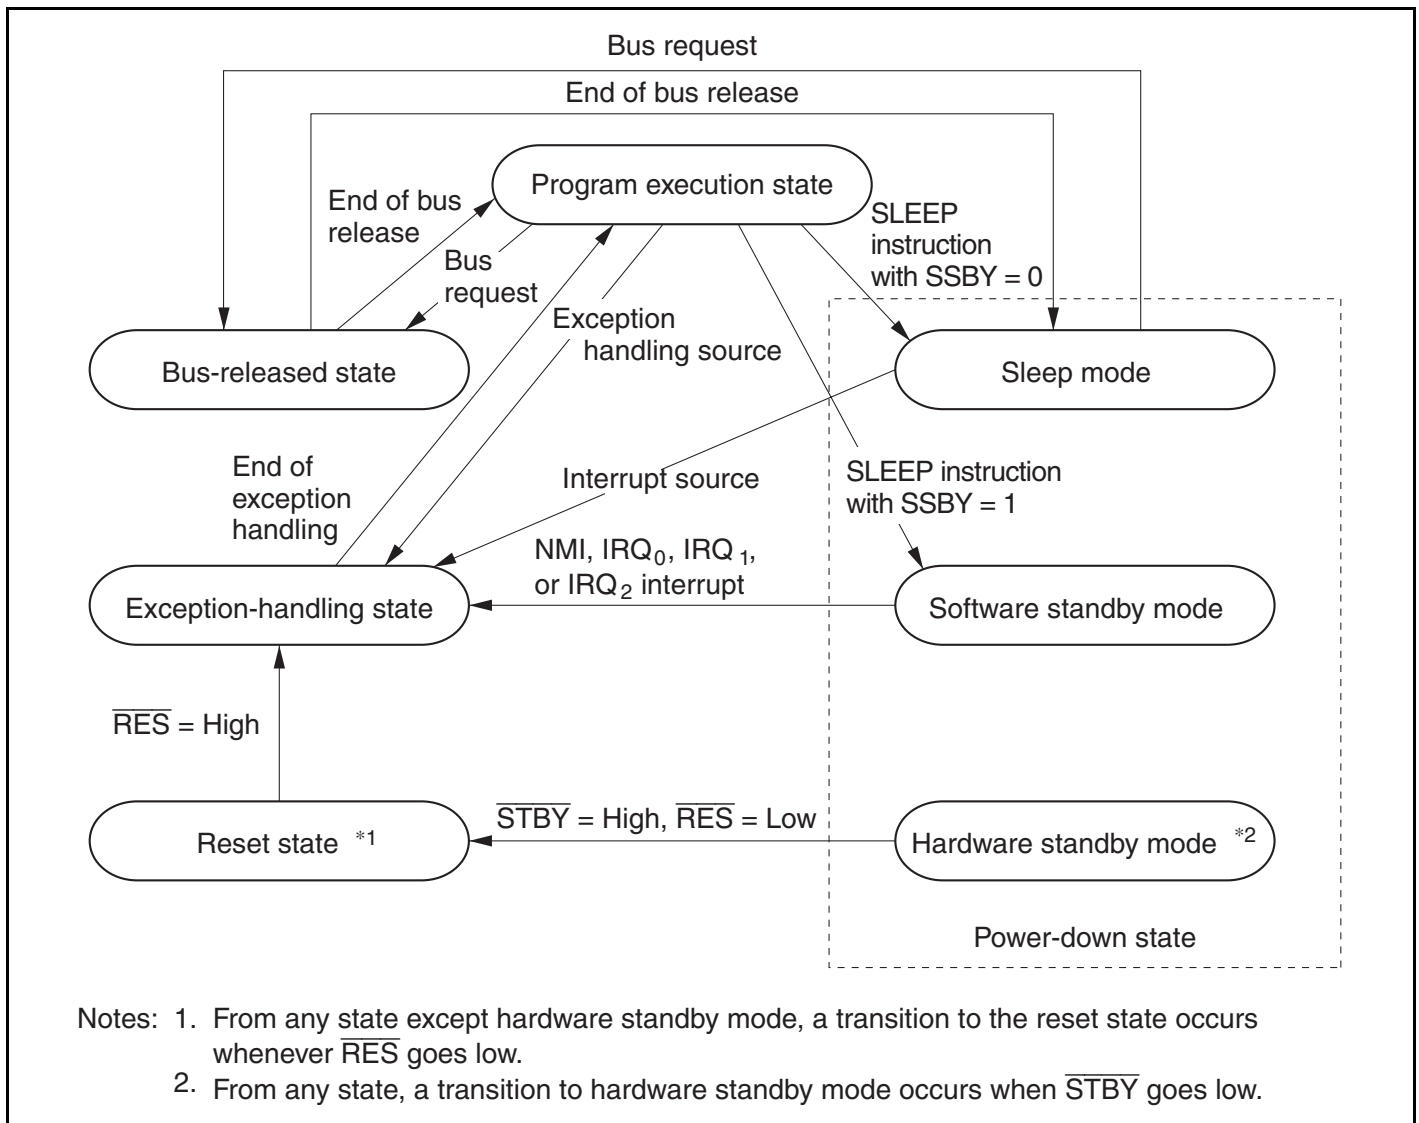 Bus request
End of bus release
Program execution state
End of bus
release
Bus
request
SLEEP
instruction
with SSBY = 0
Exception
handling source
Bus-released state
Sleep mode
End of
exception
handling
Interrupt source
SLEEP instruction
with SSBY = 1
NMI, IRQ₀, IRQ₁,
or IRQ₂ interrupt
Exception-handling state
Software standby mode
R̅E̅S̅ = High
S̅T̅B̅Y̅ = High, R̅E̅S̅ = Low
Reset state *1
Hardware standby mode *2
Power-down state
Notes: 1. From any state except hardware standby mode, a transition to the reset state occurs
whenever R̅E̅S̅ goes low.
2. From any state, a transition to hardware standby mode occurs when S̅T̅B̅Y̅ goes low.